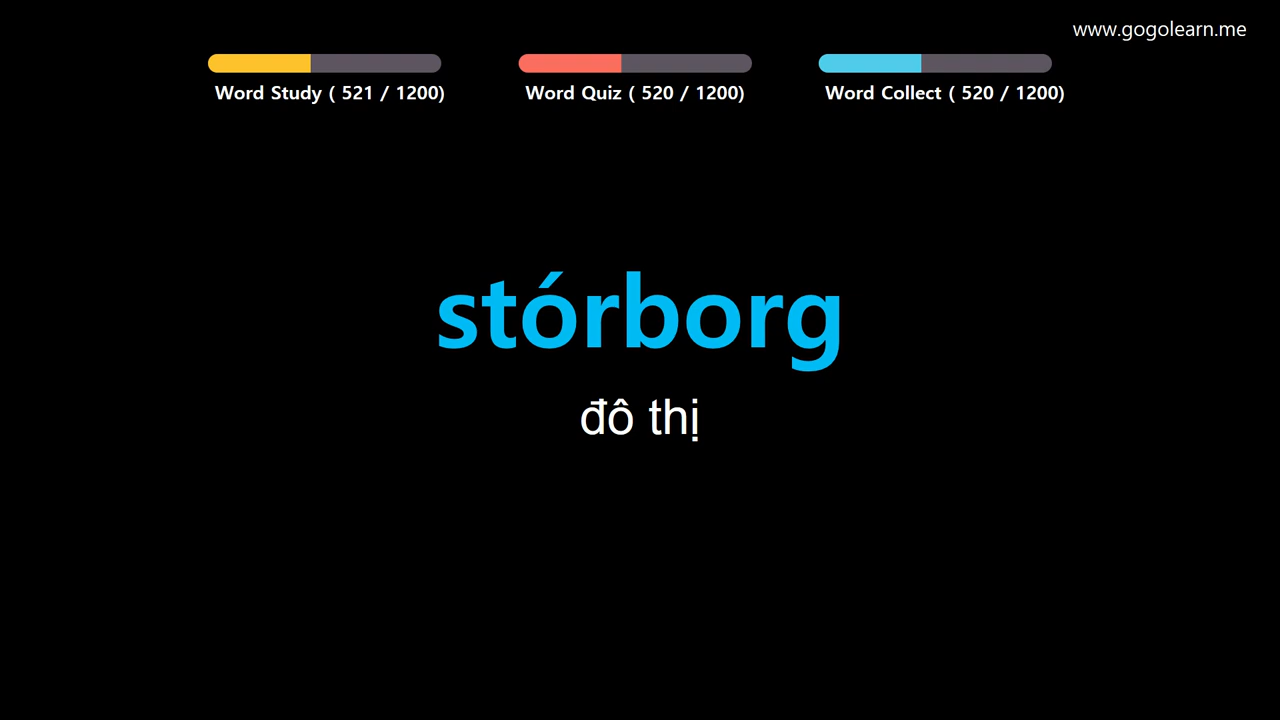 www.gogolearn.me
Word Study ( 521 / 1200)
Word Quiz ( 520 / 1200)
Word Collect ( 520 / 1200)
stórborg
đô thị